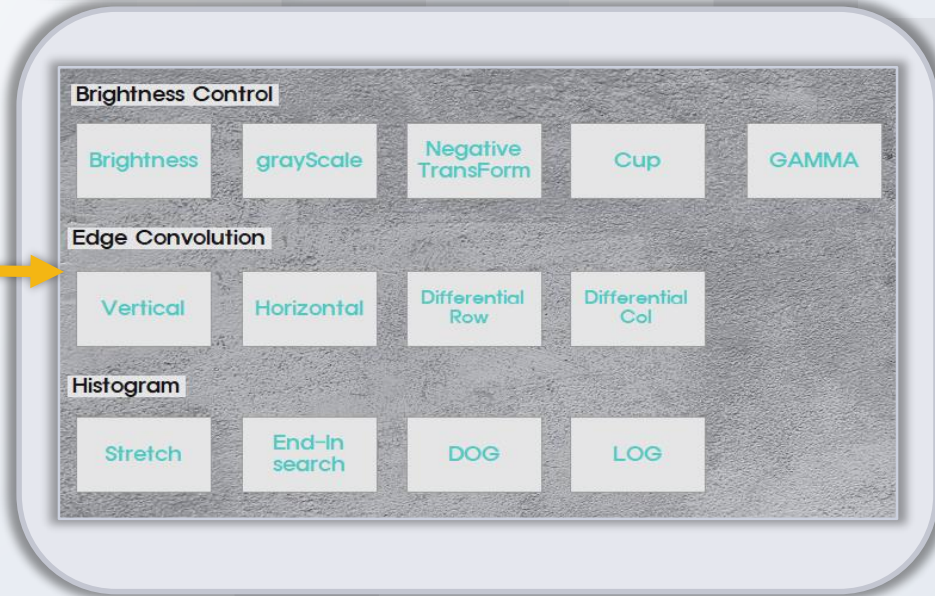 Brightness Control
Brightness
grayScale
Negative
TransForm
Cup
GAMMA
Edge Convolution
Vertical
Horizontal
Differential
Row
Differential
Col
Histogram
Stretch
End-In
search
DOG
LOG